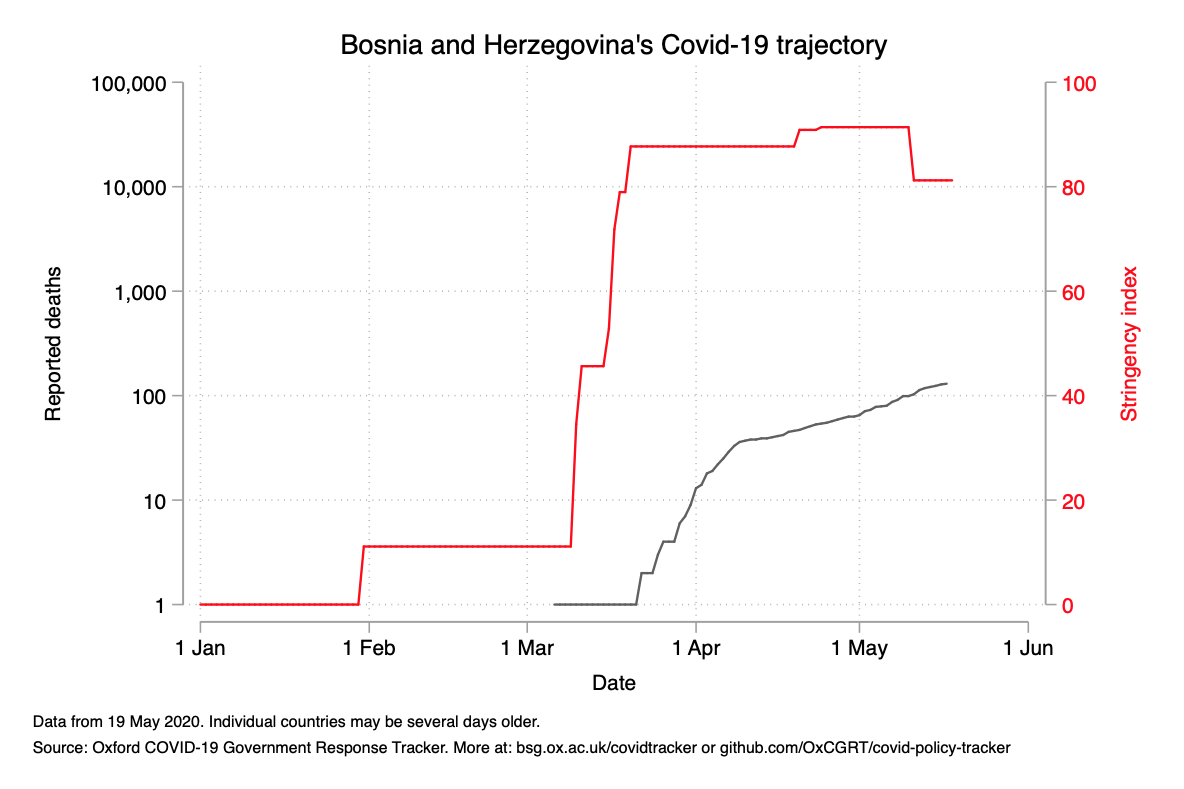 Bosnia and Herzegovina's Covid-19 trajectory
100,000
10,000
1,000
100
10
1
Reported deaths
100
80
60
40
20
0
Stringency index
1 Jan
1 Feb
1 Mar
1 Apr
1 May
1 Jun
Date
Data from 19 May 2020. Individual countries may be several days older.
Source: Oxford COVID-19 Government Response Tracker. More at: bsg.ox.ac.uk/covidtracker or github.com/OxCGRT/covid-policy-tracker